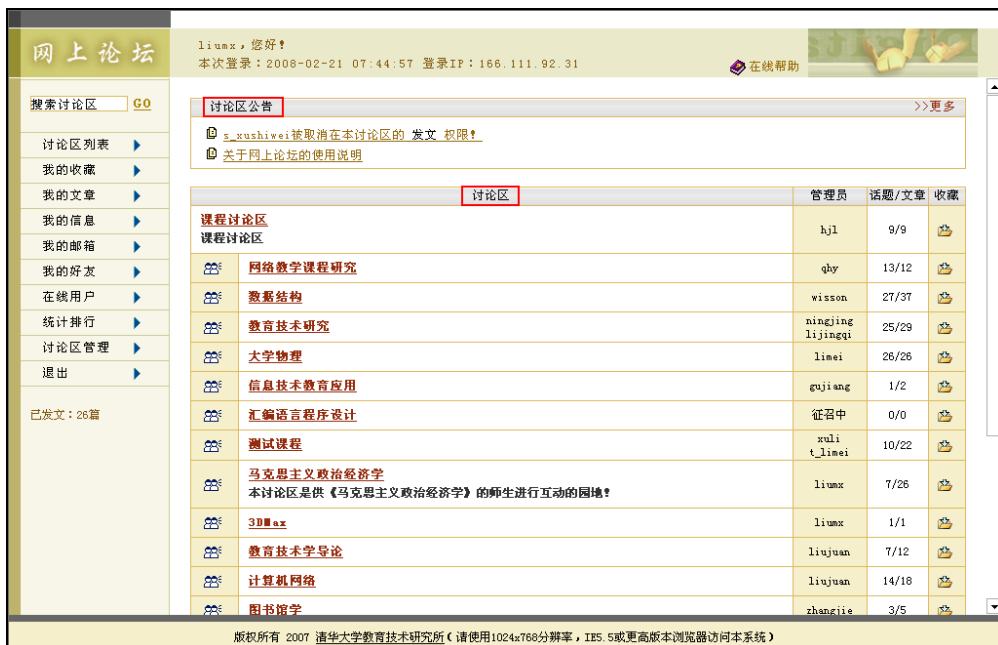 网上论坛
liumx，您好！
本次登录：2008-02-21 07:44:57 登录IP：166.111.92.31
在线帮助
搜索讨论区 GO
讨论区列表
我的收藏
我的文章
我的信息
我的邮箱
我的好友
在线用户
统计排行
讨论区管理
退出
已发文：26篇
讨论区公告 >>更多
s_xushiwei被取消在本讨论区的 发文 权限！
关于网上论坛的使用说明
讨论区 管理员 话题/文章 收藏
课程讨论区
课程讨论区 hjl 9/9
网络教学课程研究 qhy 13/12
数据结构 wisson 27/37
教育技术研究 ningjing lijingqi 25/29
大学物理 limei 26/26
信息技术教育应用 gujiang 1/2
汇编语言程序设计 征召中 0/0
测试课程 xuli t_limei 10/22
马克思主义政治经济学
本讨论区是供《马克思主义政治经济学》的师生进行互动的园地！ liumx 7/26
3DMax liumx 1/1
教育技术学导论 liujuan 7/12
计算机网络 liujuan 14/18
图书馆学 zhangjie 3/5
版权所有 2007 清华大学教育技术研究所(请使用1024x768分辨率，IE5.5或更高版本浏览器访问本系统)